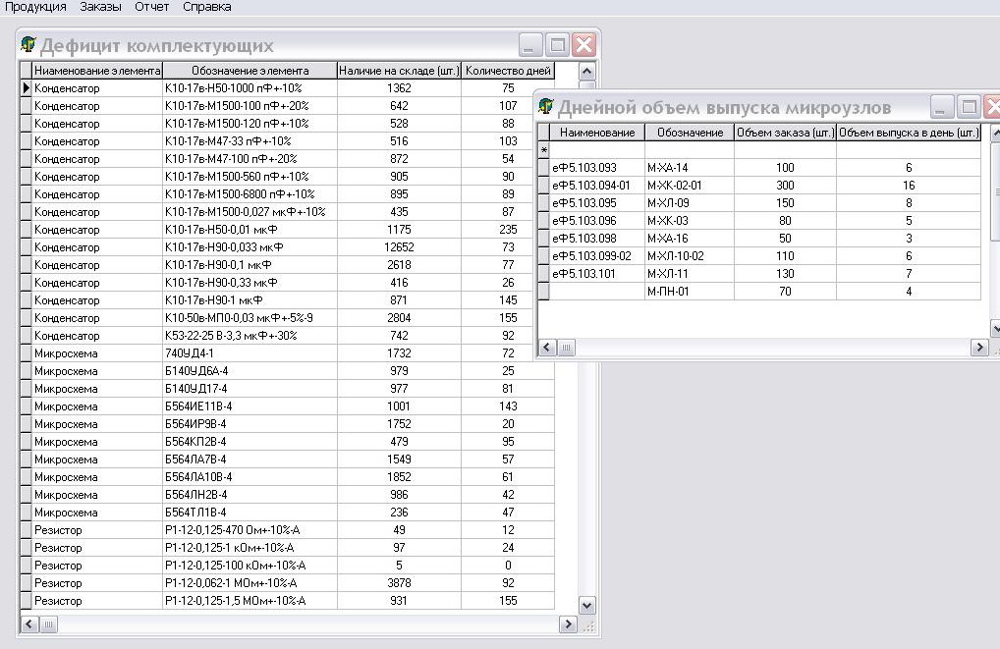 Продукция Заказы Отчет Справка
Дефицит комплектующих
Ниаменование элемента Обозначение элемента Наличие на складе (шт.) Количество дней
Конденсатор К10-17в-Н50-1000 пФ+-10% 1362 75
Конденсатор К10-17в-М1500-100 пФ+-20% 642 107
Конденсатор К10-17в-М1500-120 пФ+-10% 528 88
Конденсатор К10-17в-М47-33 пФ+-10% 516 103
Конденсатор К10-17в-М47-100 пФ+-20% 872 54
Конденсатор К10-17в-М1500-560 пФ+-10% 905 90
Конденсатор К10-17в-М1500-6800 пФ+-10% 895 89
Конденсатор К10-17в-М1500-0,027 мкФ+-10% 435 87
Конденсатор К10-17в-Н50-0,01 мкФ 1175 235
Конденсатор К10-17в-Н90-0,033 мкФ 12652 73
Конденсатор К10-17в-Н90-0,1 мкФ 2618 77
Конденсатор К10-17в-Н90-0,33 мкФ 416 26
Конденсатор К10-17в-Н90-1 мкФ 871 145
Конденсатор К10-50в-МП0-0,03 мкФ+-5%-9 2804 155
Конденсатор К53-22-25 В-3,3 мкФ+-30% 742 92
Микросхема 740УД4-1 1732 72
Микросхема Б140УД6А-4 979 25
Микросхема Б140УД17-4 977 81
Микросхема Б564ИЕ11В-4 1001 143
Микросхема Б564ИР9В-4 1752 20
Микросхема Б564КП2В-4 479 95
Микросхема Б564ЛА7В-4 1549 57
Микросхема Б564ЛА10В-4 1852 61
Микросхема Б564ЛН2В-4 986 42
Микросхема Б564ТЛ1В-4 236 47
Резистор Р1-12-0,125-470 Ом+-10%-А 49 12
Резистор Р1-12-0,125-1 кОм+-10%-А 97 24
Резистор Р1-12-0,125-100 кОм+-10%-А 5 0
Резистор Р1-12-0,062-1 МОм+-10%-А 3878 92
Резистор Р1-12-0,125-1,5 МОм+-10%-А 931 155
Днейной объем выпуска микроузлов
Наименование Обозначение Объем заказа (шт.) Объем выпуска в день (шт.)
еФ5.103.093 М-ХА-14 100 6
еФ5.103.094-01 М-ХК-02-01 300 16
еФ5.103.095 М-ХЛ-09 150 8
еФ5.103.096 М-ХК-03 80 5
еФ5.103.098 М-ХА-16 50 3
еФ5.103.099-02 М-ХЛ-10-02 110 6
еФ5.103.101 М-ХЛ-11 130 7
М-ПН-01 70 4